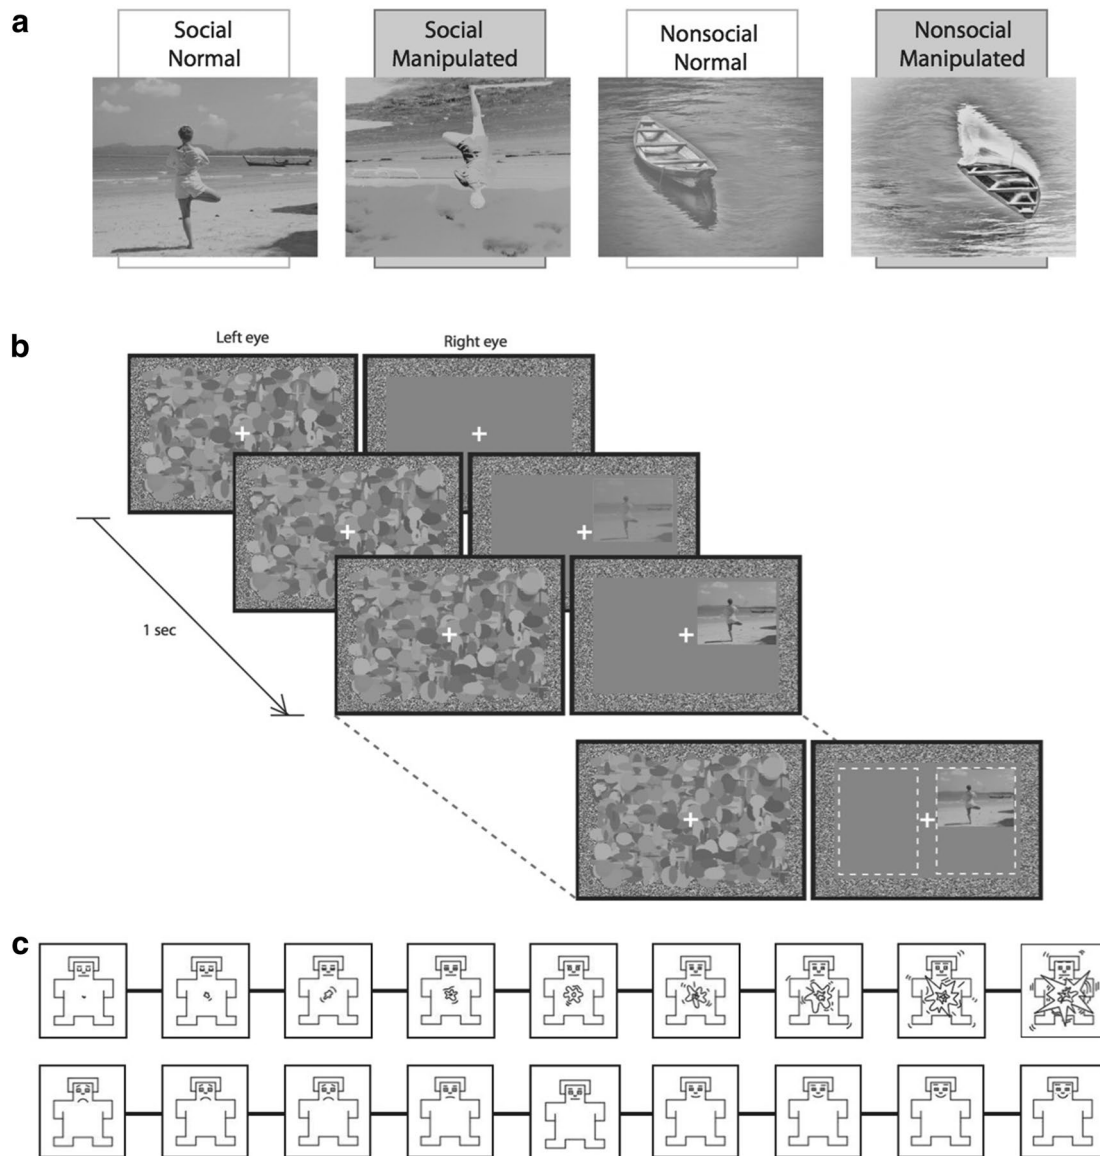 a
Social
Normal
Social
Manipulated
Nonsocial
Normal
Nonsocial
Manipulated
b
Left eye
Right eye
1 sec
c